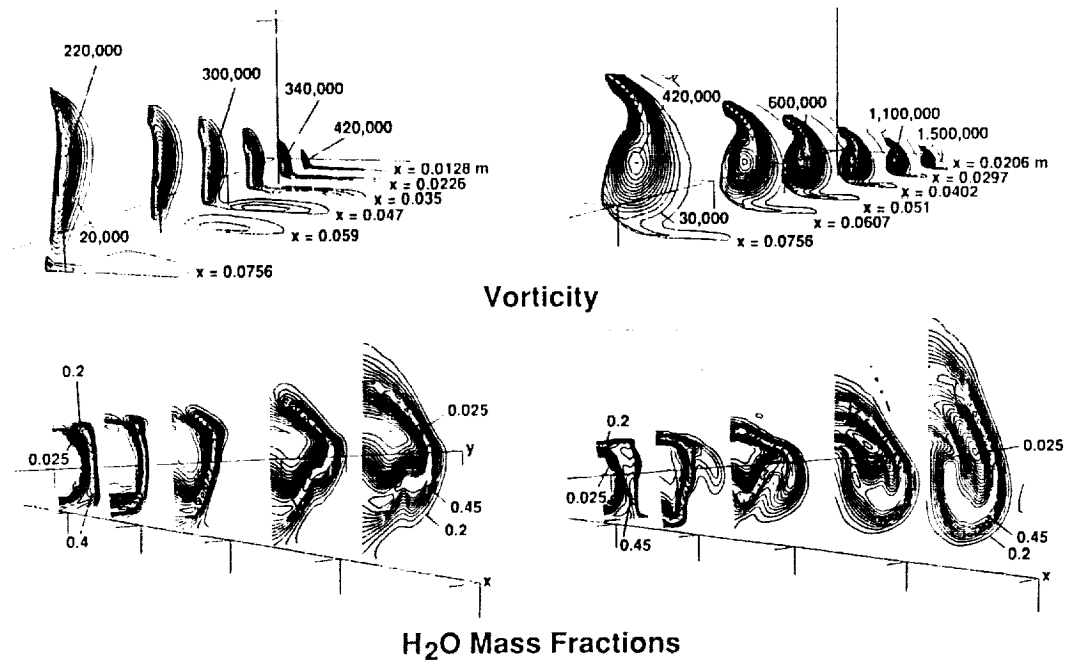 220,000
300,000
340,000
420,000
x = 0.0128 m
x = 0.0226
x = 0.035
x = 0.047
x = 0.059
20,000
x = 0.0756
420,000
600,000
1,100,000
1.500,000
x = 0.0206 m
x = 0.0297
x = 0.0402
x = 0.051
x = 0.0607
30,000
x = 0.0756
Vorticity
0.2
0.025
0.4
0.025
y
0.45
0.2
x
0.2
0.025
0.45
0.025
0.45
0.2
x
H2O Mass Fractions